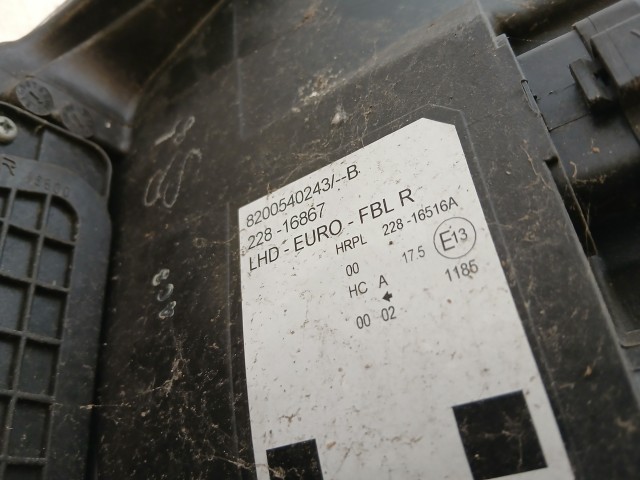 8200540243/--B
228 -16867
LHD - EURO - FBL R
HRPL 228 -16516A
00 17.5 E13
HC A 1185
00 02